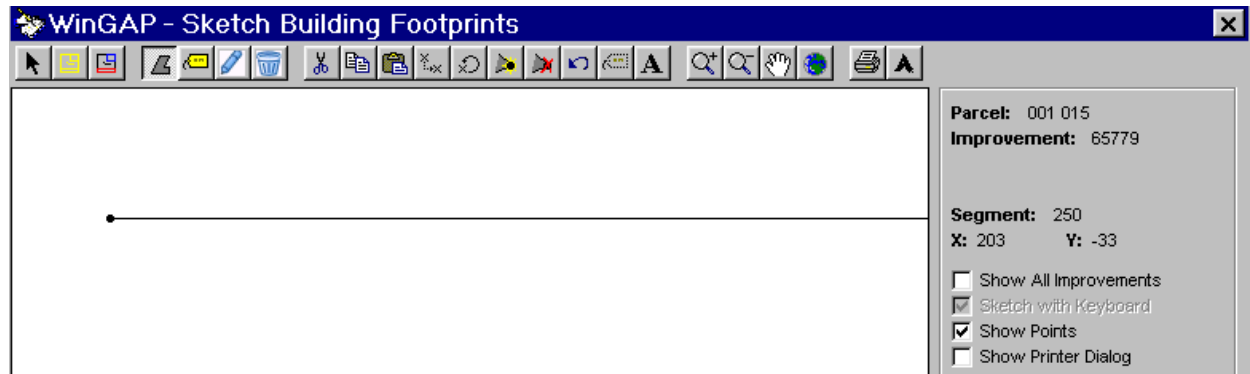 WinGAP - Sketch Building Footprints
A
Parcel: 001 015
Improvement: 65779
Segment: 250
X: 203 Y: -33
Show All Improvements
Sketch with Keyboard
Show Points
Show Printer Dialog